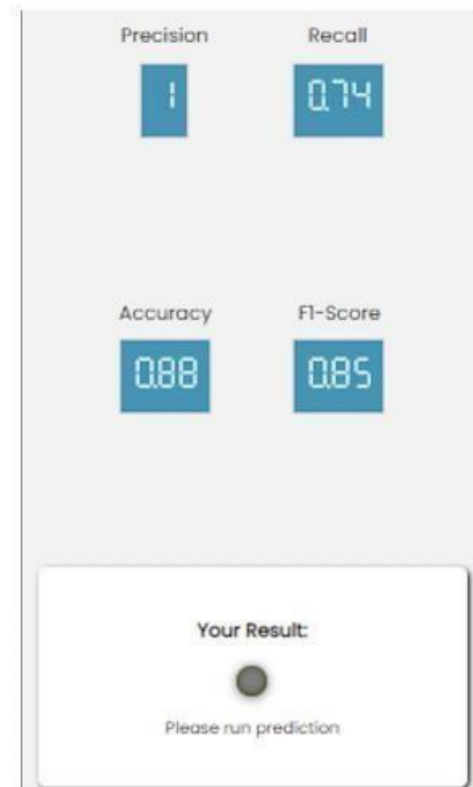 Precision Recall
1 0.74
Accuracy F1-Score
0.88 0.85
Your Result:
Please run prediction